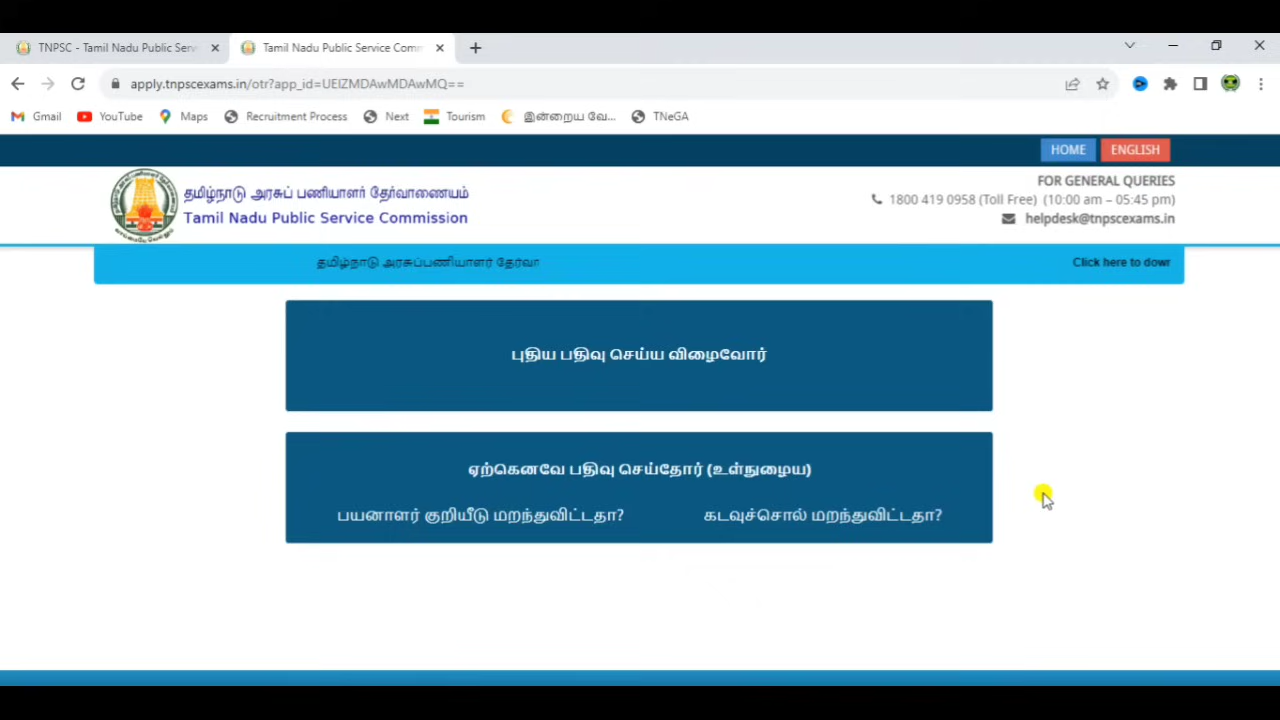 TNPSC - Tamil Nadu Public Serv
Tamil Nadu Public Service Comm
apply.tnpscexams.in/otr?app_id=UElZMDAwMDAwMQ==
Gmail YouTube Maps Recruitment Process Next Tourism இன்றைய வே... TNeGA
HOME ENGLISH
தமிழ்நாடு அரசுப் பணியாளர் தேர்வாணையம்
Tamil Nadu Public Service Commission
FOR GENERAL QUERIES
1800 419 0958 (Toll Free) (10:00 am – 05:45 pm)
helpdesk@tnpscexams.in
தமிழ்நாடு அரசுப்பணியாளர் தேர்வா
Click here to down
புதிய பதிவு செய்ய விழைவோர்
ஏற்கெனவே பதிவு செய்தோர் (உள்நுழைய)
பயனாளர் குறியீடு மறந்துவிட்டதா? கடவுச்சொல் மறந்துவிட்டதா?